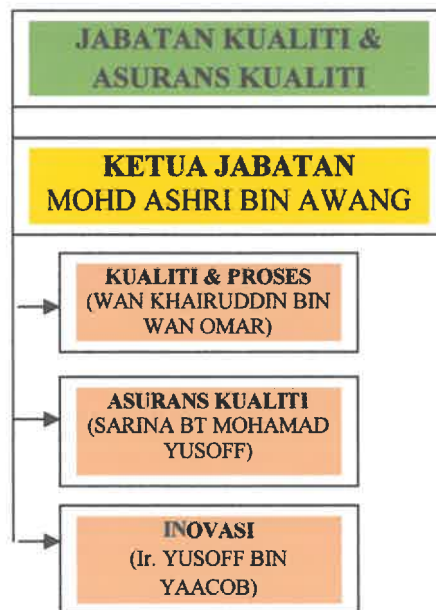 JABATAN KUALITI &
ASURANS KUALITI
KETUA JABATAN
MOHD ASHRI BIN AWANG
KUALITI & PROSES
(WAN KHAIRUDDIN BIN
WAN OMAR)
ASURANS KUALITI
(SARINA BT MOHAMAD
YUSOFF)
INOVASI
(Ir. YUSOFF BIN
YAACOB)